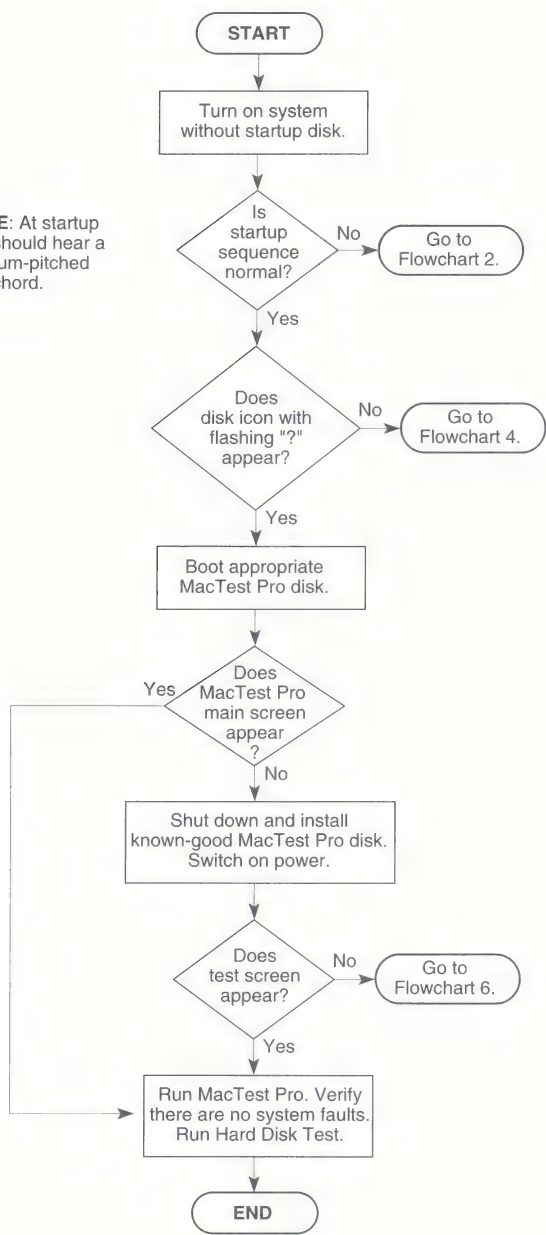 START
Turn on system
without startup disk.
E: At startup
should hear a
um-pitched
chord.
Is
startup
sequence
normal?
No
Go to
Flowchart 2.
Yes
Does
disk icon with
flashing "?"
appear?
No
Go to
Flowchart 4.
Yes
Boot appropriate
MacTest Pro disk.
Does
MacTest Pro
main screen
appear
?
Yes
No
Shut down and install
known-good MacTest Pro disk.
Switch on power.
Does
test screen
appear?
No
Go to
Flowchart 6.
Yes
Run MacTest Pro. Verify
there are no system faults.
Run Hard Disk Test.
END